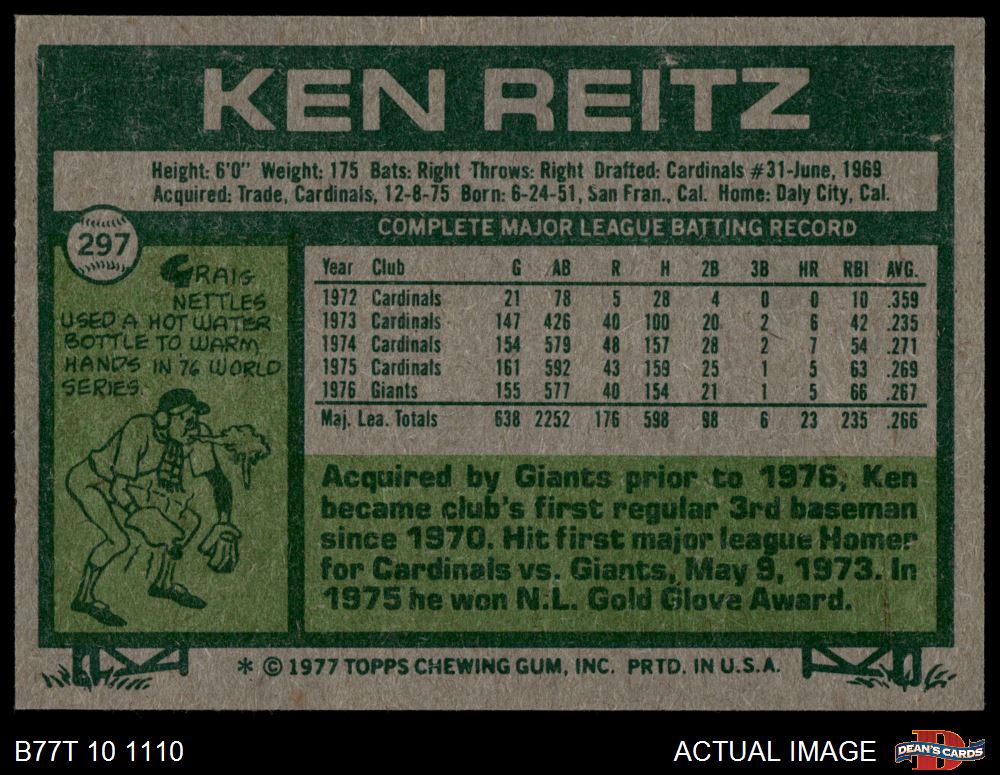 KEN REITZ
Height: 6'0" Weight: 175 Bats: Right Throws: Right Drafted: Cardinals #31-June, 1969
Acquired: Trade, Cardinals, 12-8-75 Born: 6-24-51, San Fran., Cal. Home: Daly City, Cal.
297
COMPLETE MAJOR LEAGUE BATTING RECORD
GRAIG
NETTLES
USED A HOT WATER
BOTTLE TO WARM
HANDS IN 76 WORLD
SERIES.
Year Club G AB R H 2B 3B HR RBI AVG.
1972 Cardinals 21 78 5 28 4 0 0 10 .359
1973 Cardinals 147 426 40 100 20 2 6 42 .235
1974 Cardinals 154 579 48 157 28 2 7 54 .271
1975 Cardinals 161 592 43 159 25 1 5 63 .269
1976 Giants 155 577 40 154 21 1 5 66 .267
Maj. Lea. Totals 638 2252 176 598 98 6 23 235 .266
Acquired by Giants prior to 1976, Ken
became club's first regular 3rd baseman
since 1970. Hit first major league Homer
for Cardinals vs. Giants, May 9, 1973. In
1975 he won N.L. Gold Glove Award.
* © 1977 TOPPS CHEWING GUM, INC. PRTD. IN U.S.A.
B77T 10 1110
ACTUAL IMAGE
D
DEAN'S CARDS